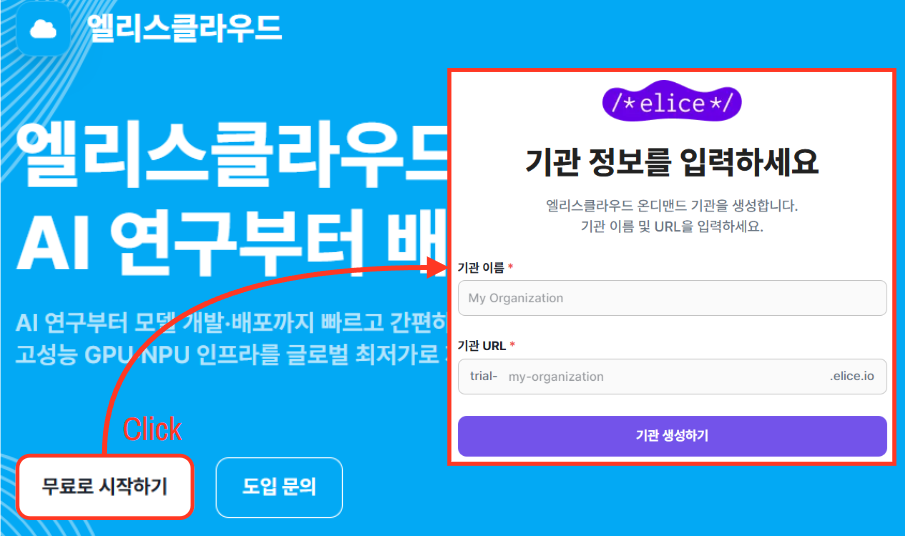 엘리스클라우드
엘리스클라우드
AI 연구부터 배
AI 연구부터 모델 개발·배포까지 빠르고 간편하
고성능 GPU·NPU 인프라를 글로벌 최저가로
Click
무료로 시작하기
도입 문의
/*elice*/
기관 정보를 입력하세요
엘리스클라우드 온디맨드 기관을 생성합니다.
기관 이름 및 URL을 입력하세요.
기관 이름 *
My Organization
기관 URL *
trial- my-organization .elice.io
기관 생성하기